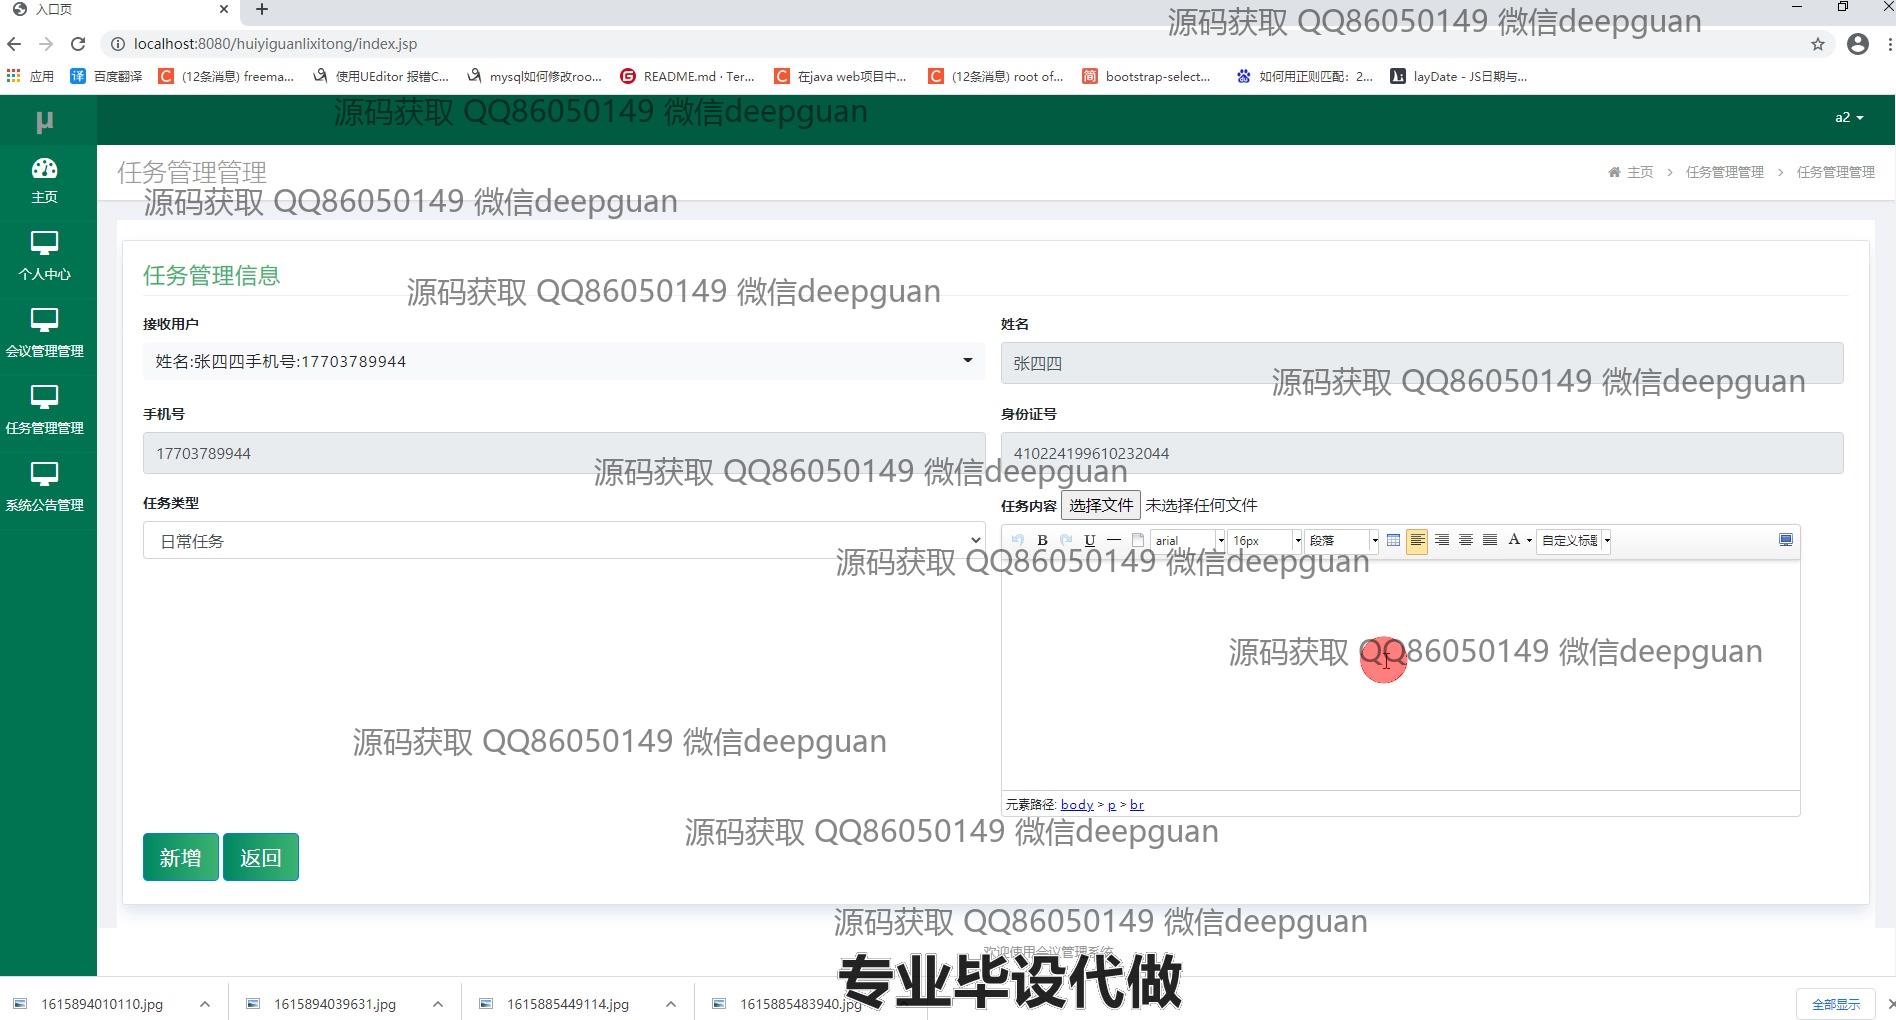 入口页
源码获取 QQ86050149 微信deepguan
localhost:8080/huiyiguanlixitong/index.jsp
应用 百度翻译 (12条消息) freema... 使用UEditor 报错C... mysql如何修改roo... README.md · Ter... 在java web项目中... (12条消息) root of... bootstrap-select... 如何用正则匹配：2... layDate - JS日期与...
源码获取 QQ86050149 微信deepguan
μ
a2
主页
任务管理管理
主页 > 任务管理管理 > 任务管理管理
源码获取 QQ86050149 微信deepguan
个人中心
任务管理信息
源码获取 QQ86050149 微信deepguan
接收用户
姓名
会议管理管理
姓名:张四四手机号:17703789944
张四四
源码获取 QQ86050149 微信deepguan
手机号
身份证号
任务管理管理
17703789944
410224199610232044
源码获取 QQ86050149 微信deepguan
系统公告管理
任务类型
任务内容 选择文件 未选择任何文件
日常任务
B U arial 16px 段落 A 自定义标题
源码获取 QQ86050149 微信deepguan
源码获取 QQ86050149 微信deepguan
源码获取 QQ86050149 微信deepguan
元素路径: body > p > br
源码获取 QQ86050149 微信deepguan
新增 返回
源码获取 QQ86050149 微信deepguan
欢迎使用会议管理系统
专业毕设代做
1615894010110.jpg 1615894039631.jpg 1615885449114.jpg 1615885483940.jpg
全部显示